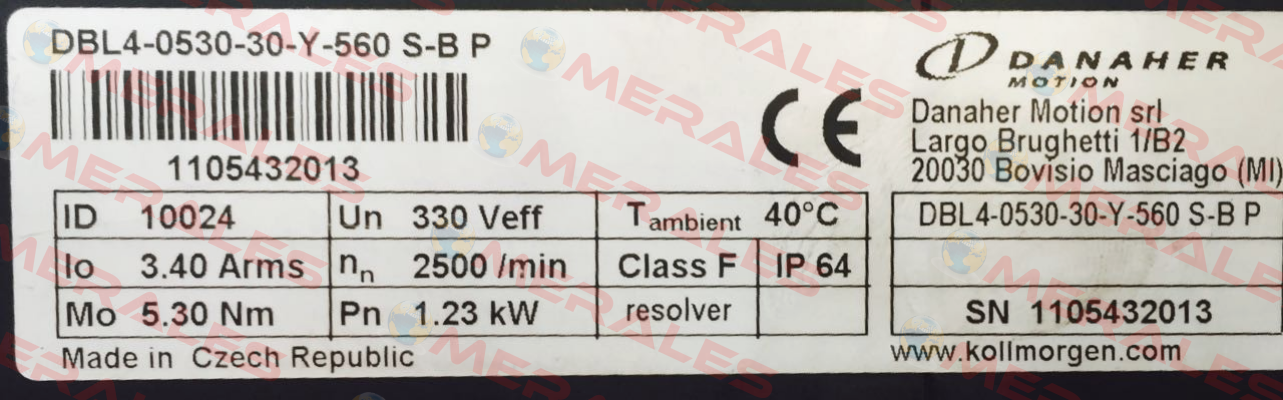 DBL4-0530-30-Y-560 S-B P
1105432013
ID 10024 Un 330 Veff Tambient 40°C
Io 3.40 Arms nn 2500 /min Class F IP 64
Mo 5.30 Nm Pn 1.23 kW resolver
Made in Czech Republic
CE
DANAHER
MOTION
Danaher Motion srl
Largo Brughetti 1/B2
20030 Bovisio Masciago (MI)
DBL4-0530-30-Y-560 S-B P
SN 1105432013
www.kollmorgen.com
MERALES